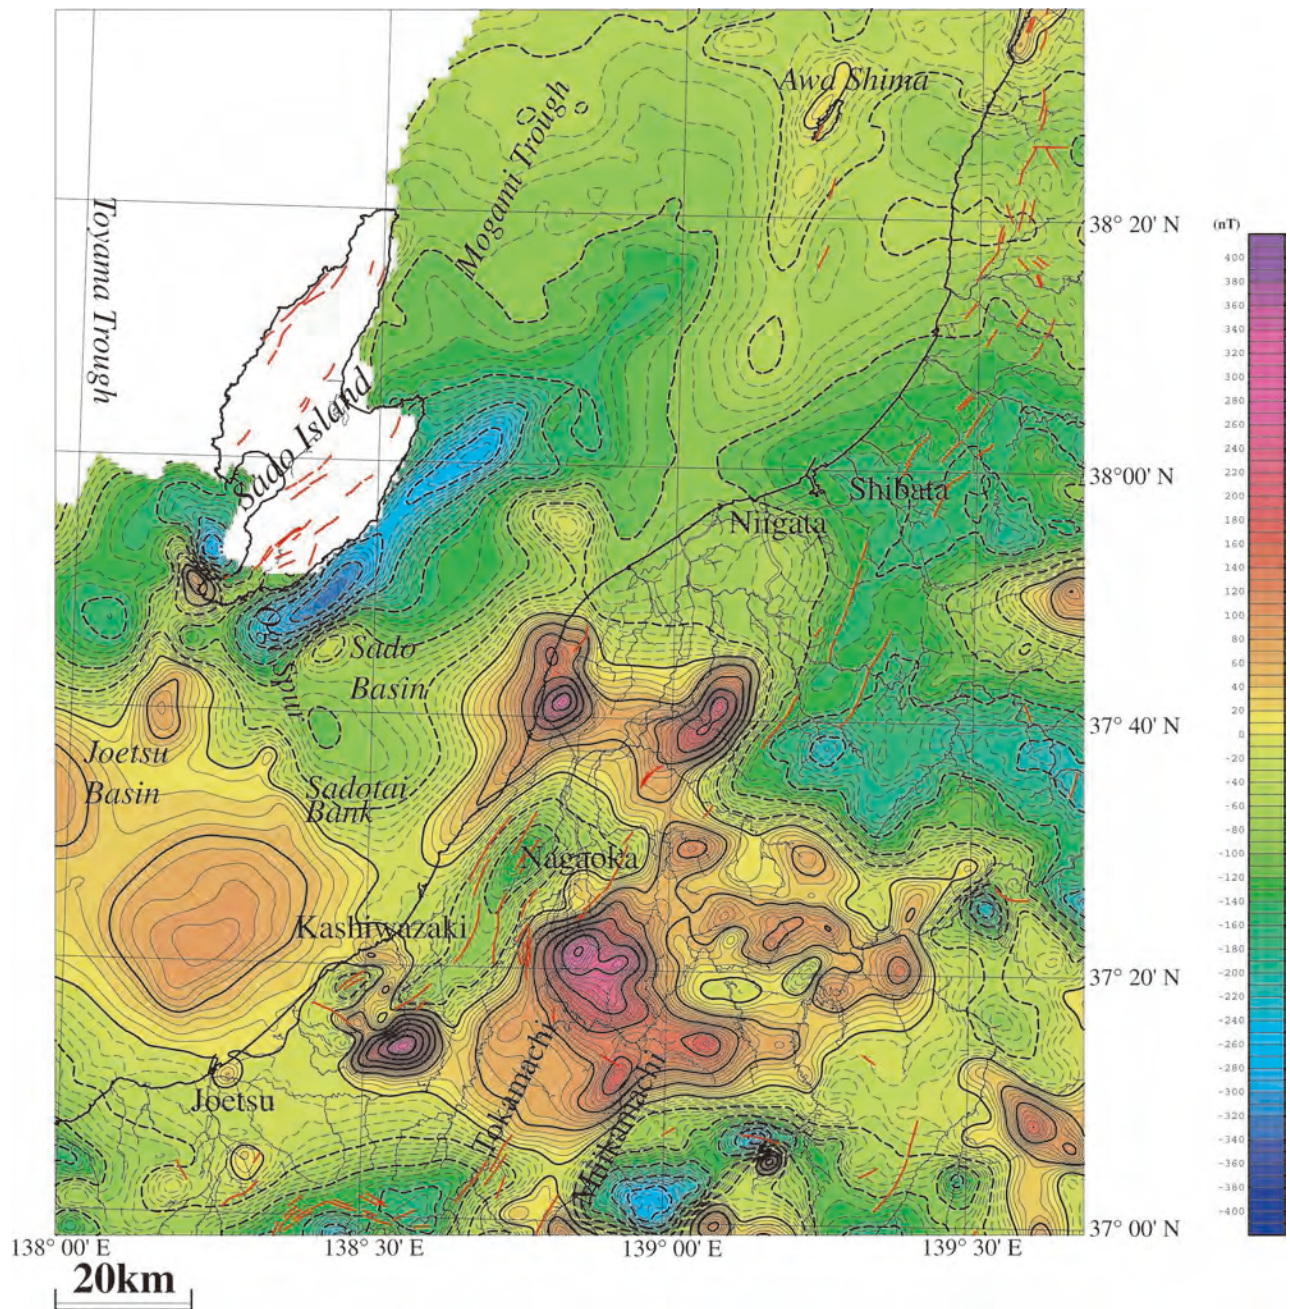 Awa Shima
Mogami Trough
Toyama Trough
38° 20' N
(nT)
400
380
360
340
320
300
280
260
240
220
200
180
160
140
120
100
80
60
40
20
0
-20
-40
-60
-80
-100
-120
-140
-160
-180
-200
-220
-240
-260
-280
-300
-320
-340
-360
-380
-400
Sado Island
38° 00' N
Shibata
Niigata
Spur
Sado
Basin
37° 40' N
Joetsu
Basin
Sadotai
Bank
Nagaoka
Kashiwazaki
37° 20' N
Tokamachi
Muikamachi
Joetsu
37° 00' N
138° 00' E
138° 30' E
139° 00' E
139° 30' E
20km